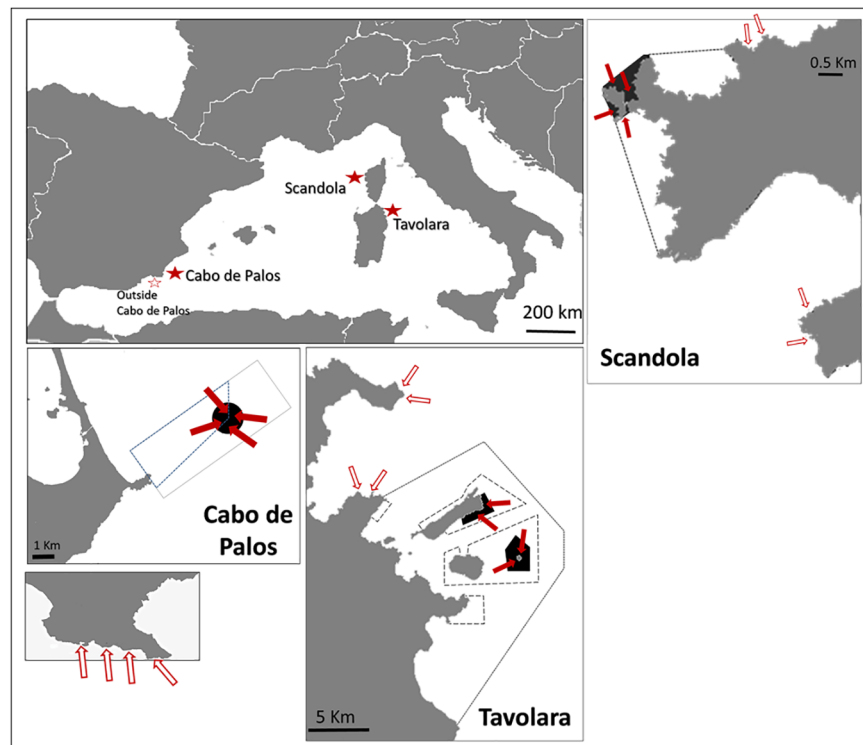 Scandola
Tavolara
Cabo de Palos
Outside
Cabo de Palos
200 km
0.5 Km
Scandola
Cabo de
Palos
1 Km
5 Km
Tavolara